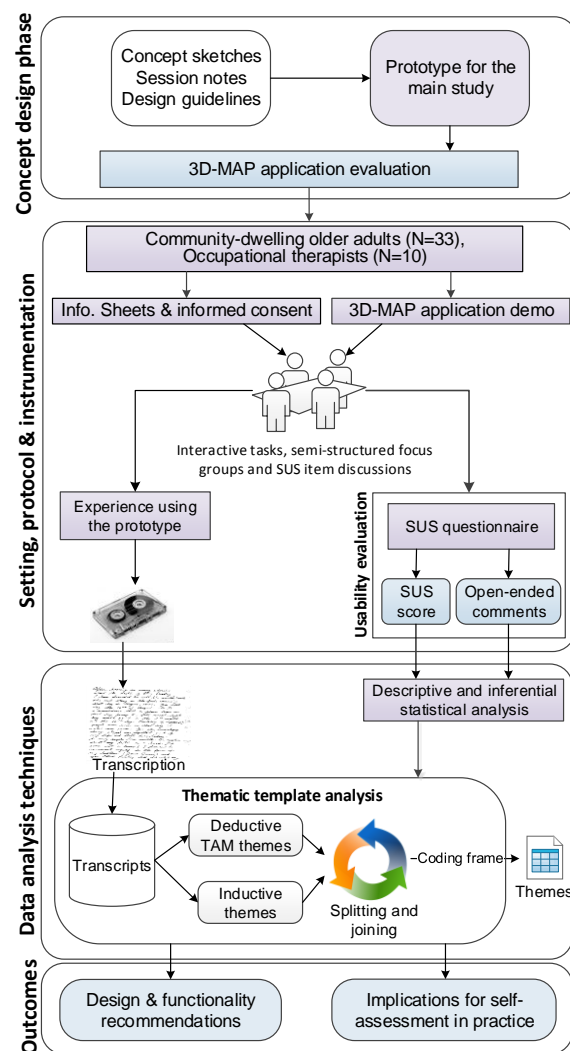 Concept design phase
Concept sketches
Session notes
Design guidelines
Prototype for the
main study
3D-MAP application evaluation
Setting, protocol & instrumentation
Community-dwelling older adults (N=33),
Occupational therapists (N=10)
Info. Sheets & informed consent
3D-MAP application demo
Interactive tasks, semi-structured focus
groups and SUS item discussions
Experience using
the prototype
Usability evaluation
SUS questionnaire
SUS
score
Open-ended
comments
Data analysis techniques
Descriptive and inferential
statistical analysis
Transcription
Thematic template analysis
Transcripts
Deductive
TAM themes
Inductive
themes
Splitting and
joining
Coding frame
Themes
Outcomes
Design & functionality
recommendations
Implications for self-
assessment in practice